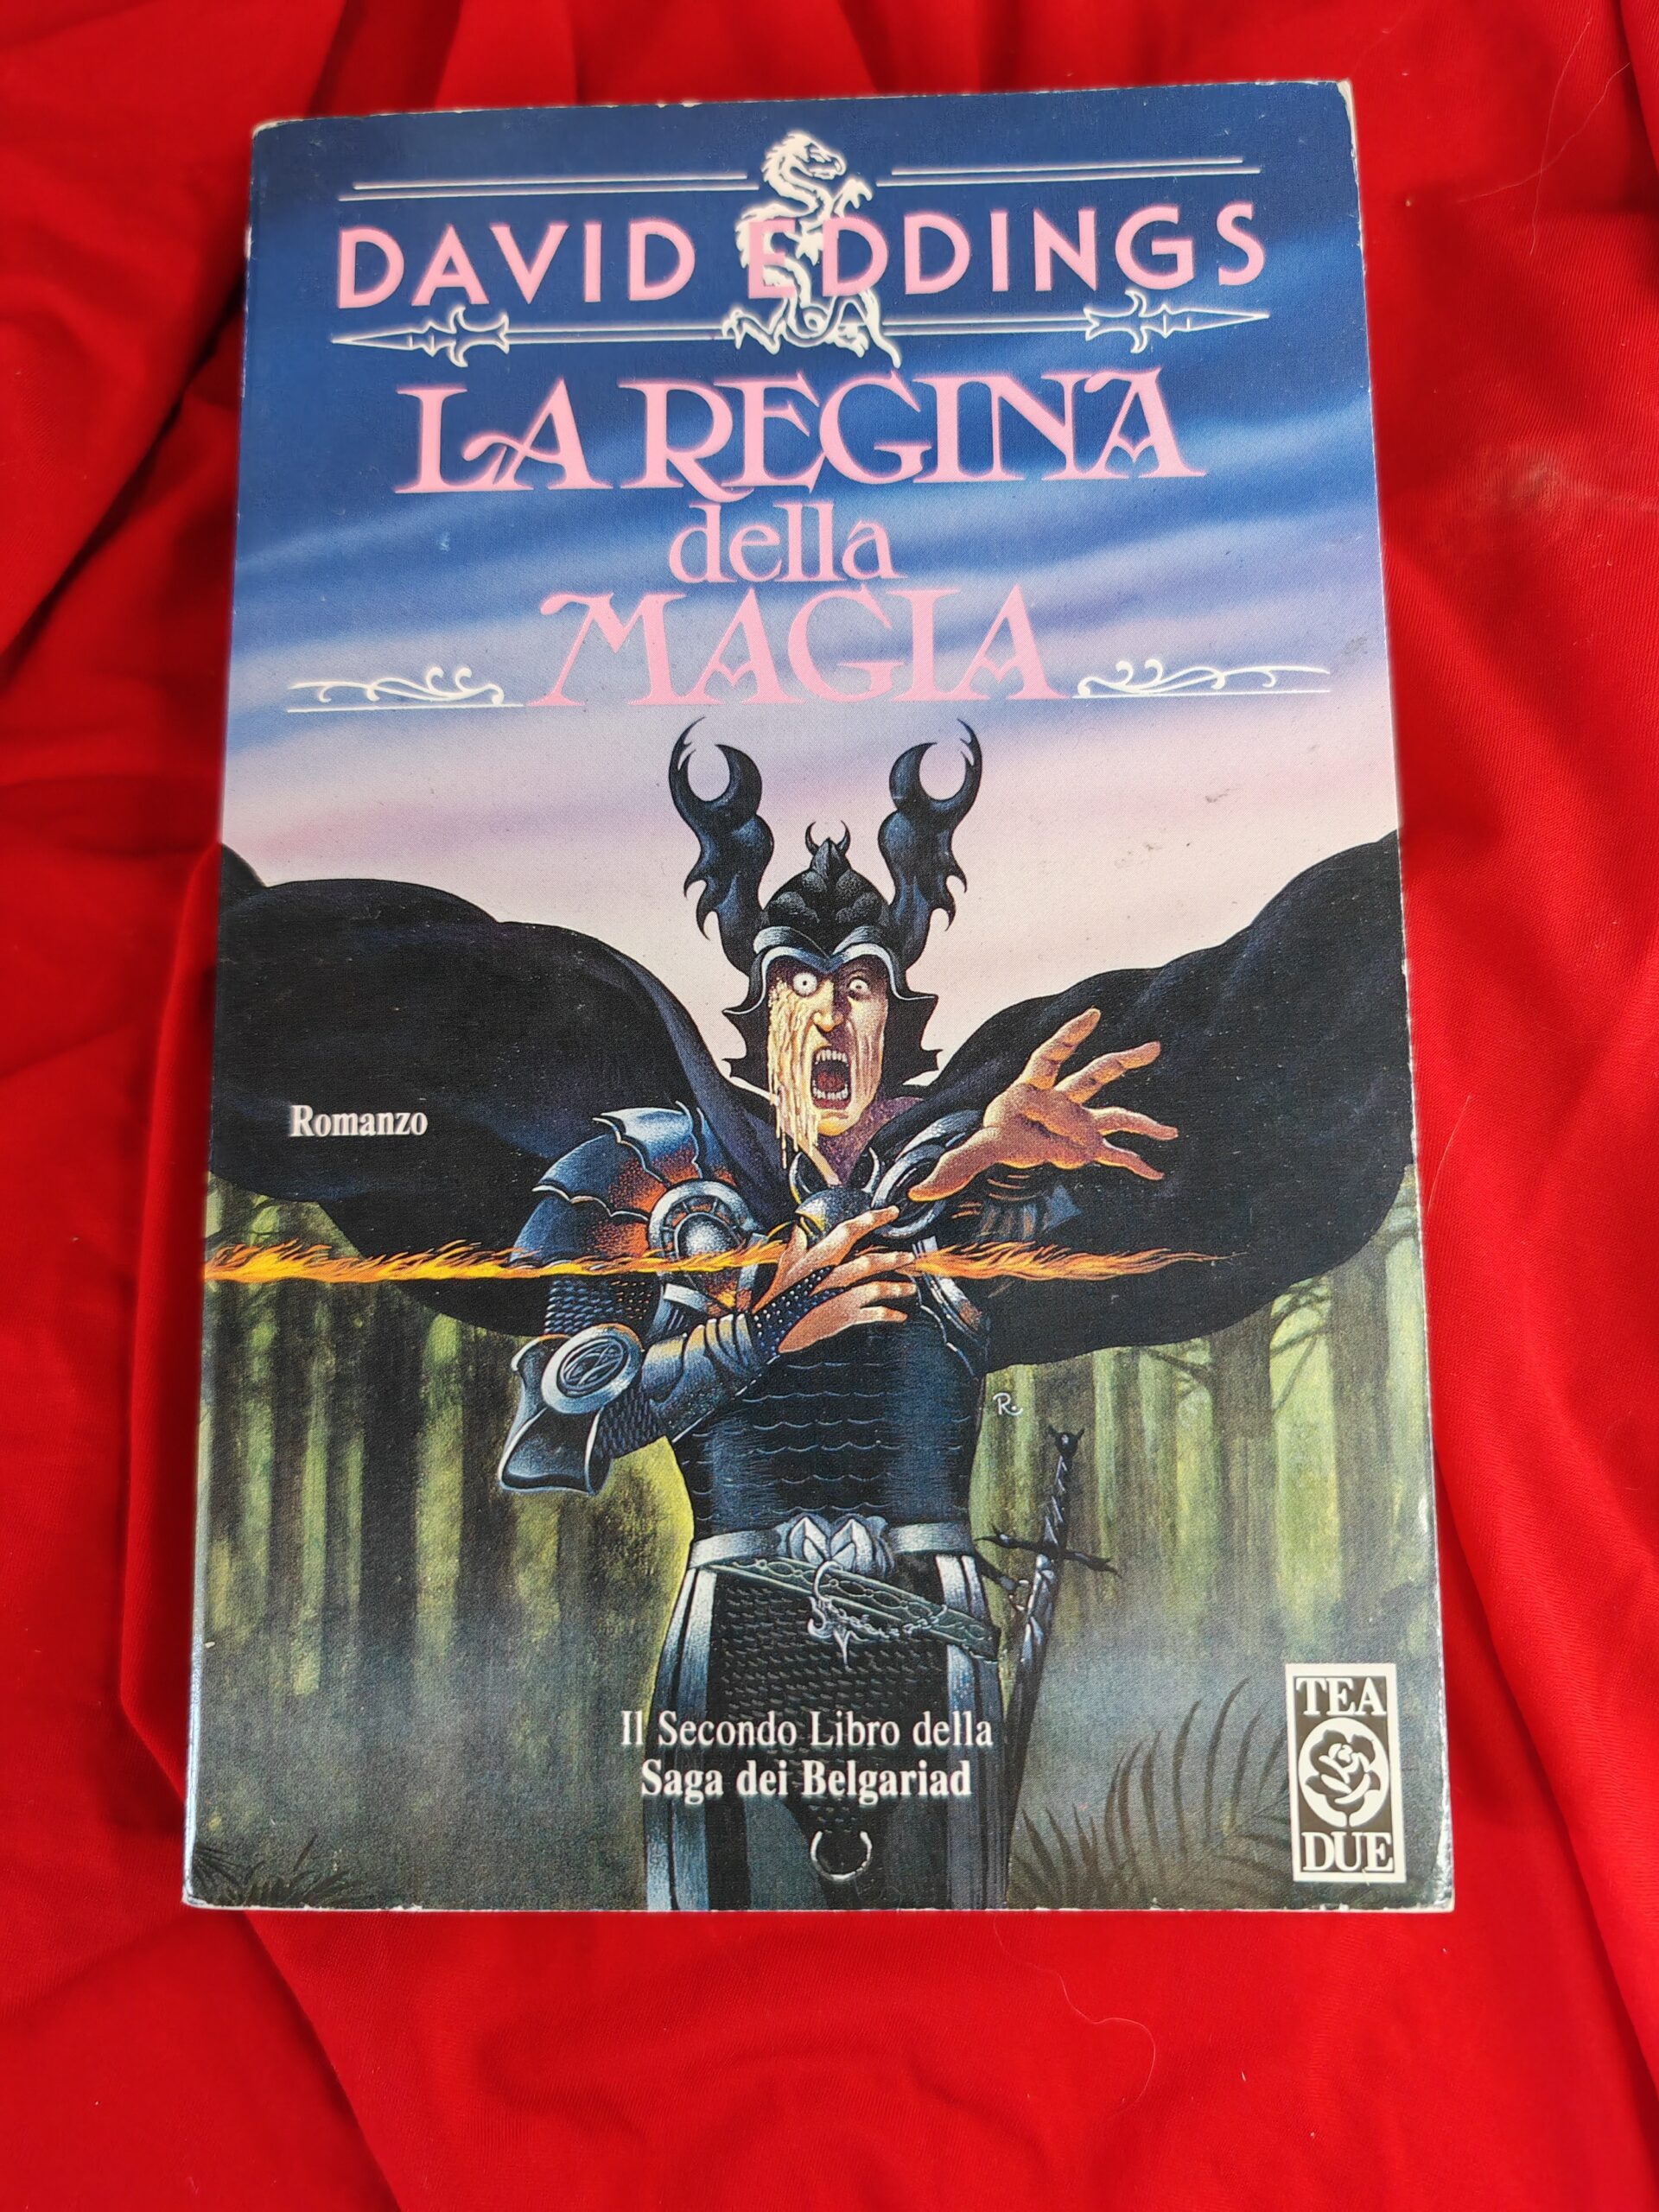 DAVID EDDINGS
LA REGINA
della
MAGIA
Romanzo
R.
Il Secondo Libro della
Saga dei Belgariad
TEA
DUE